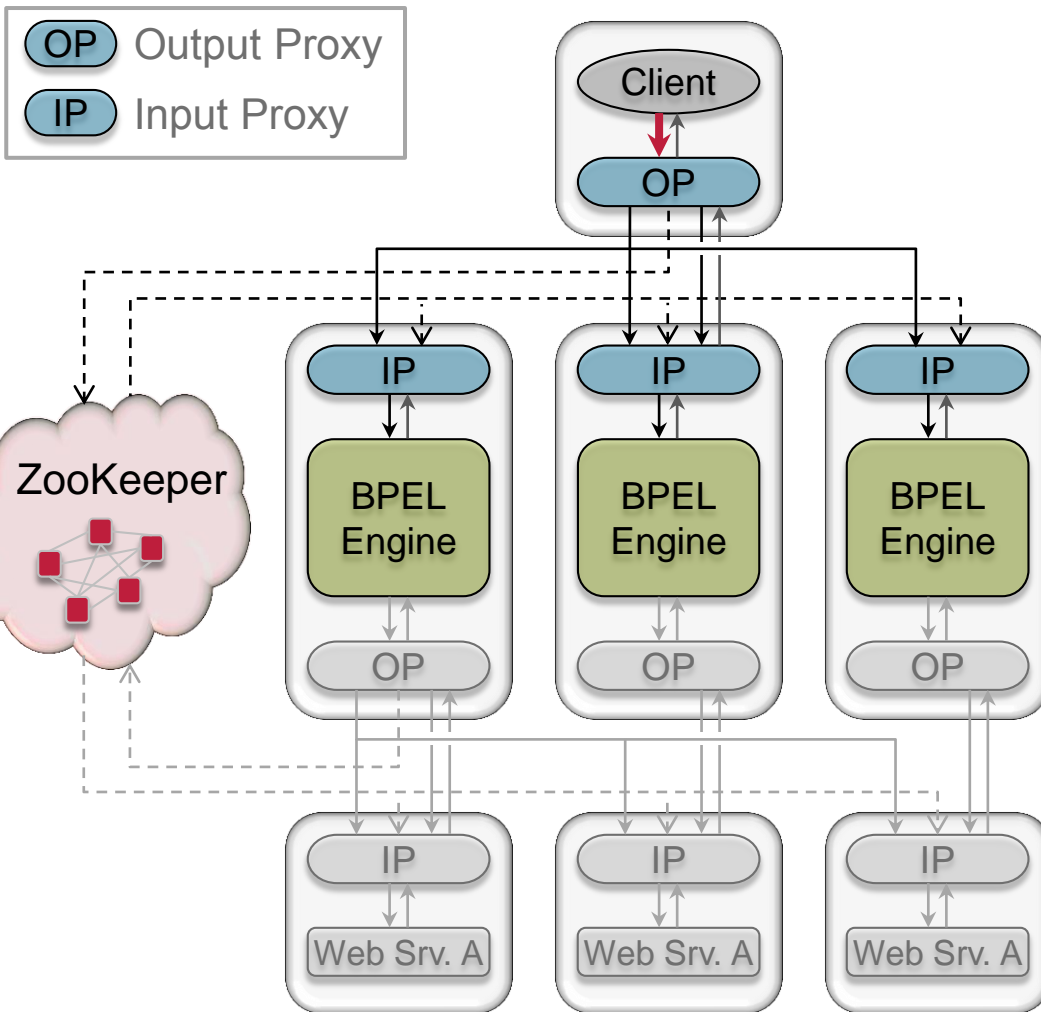 OP Output Proxy
IP Input Proxy
Client
OP
IP IP IP
ZooKeeper
BPEL BPEL BPEL
Engine Engine Engine
OP OP OP
IP IP IP
Web Srv. A Web Srv. A Web Srv. A